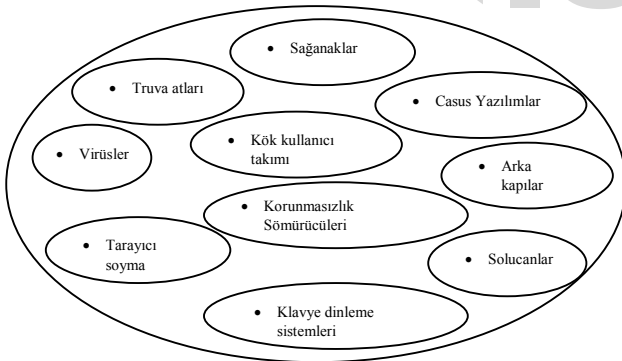 • Sağanaklar
• Truva atları
• Casus Yazılımlar
• Virüsler
• Kök kullanıcı
takımı
• Arka
kapılar
• Korunmasızlık
Sömürücüleri
• Tarayıcı
soyma
• Solucanlar
• Klavye dinleme
sistemleri